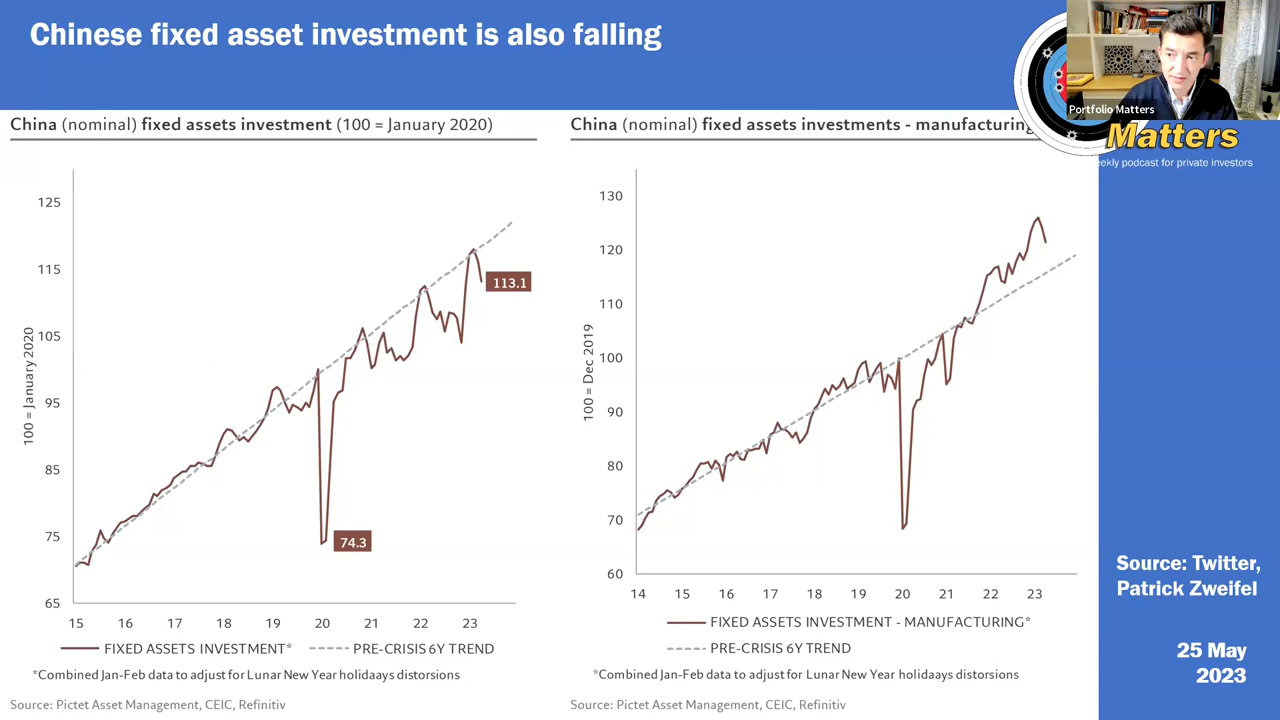 Chinese fixed asset investment is also falling
Portfolio Matters
Matters
eekly podcast for private investors
China (nominal) fixed assets investment (100 = January 2020)
125
115
105
95
85
75
65
100 = January 2020
113.1
74.3
15 16 17 18 19 20 21 22 23
FIXED ASSETS INVESTMENT* PRE-CRISIS 6Y TREND
*Combined Jan-Feb data to adjust for Lunar New Year holidaays distorsions
Source: Pictet Asset Management, CEIC, Refinitiv
China (nominal) fixed assets investments - manufacturing
130
120
110
100
90
80
70
60
100 = Dec 2019
14 15 16 17 18 19 20 21 22 23
FIXED ASSETS INVESTMENT - MANUFACTURING*
PRE-CRISIS 6Y TREND
*Combined Jan-Feb data to adjust for Lunar New Year holidaays distorsions
Source: Pictet Asset Management, CEIC, Refinitiv
Source: Twitter,
Patrick Zweifel
25 May
2023